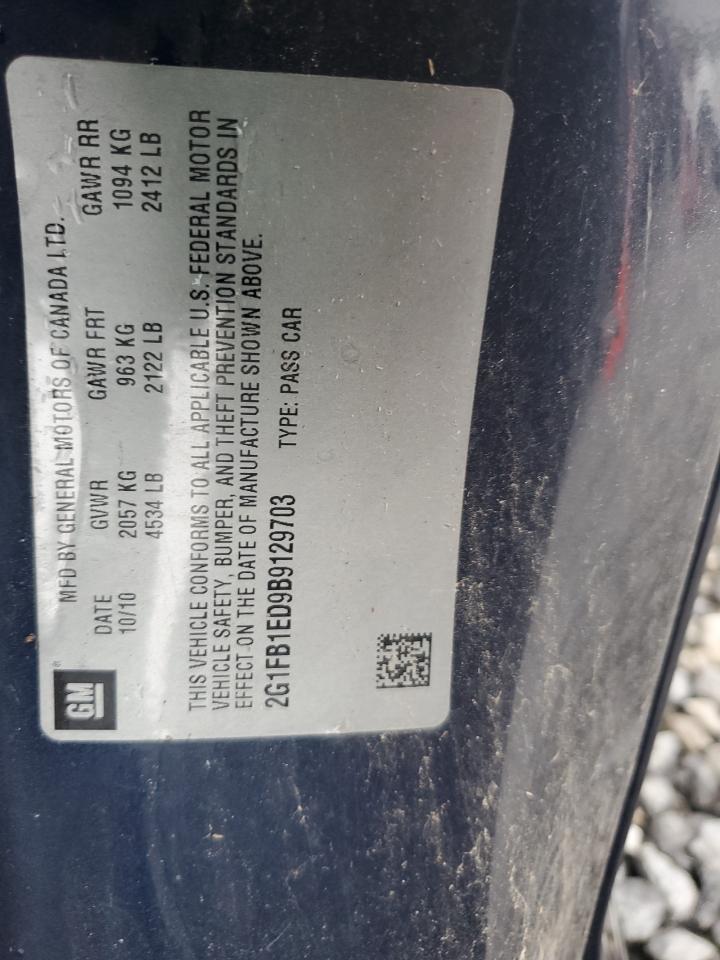 GM®
MFD BY GENERAL MOTORS OF CANADA LTD.
DATE GVWR GAWR FRT GAWR RR
10/10 2057 KG 963 KG 1094 KG
4534 LB 2122 LB 2412 LB
THIS VEHICLE CONFORMS TO ALL APPLICABLE U.S. FEDERAL MOTOR
VEHICLE SAFETY, BUMPER, AND THEFT PREVENTION STANDARDS IN
EFFECT ON THE DATE OF MANUFACTURE SHOWN ABOVE.
2G1FB1ED9B9129703 TYPE: PASS CAR